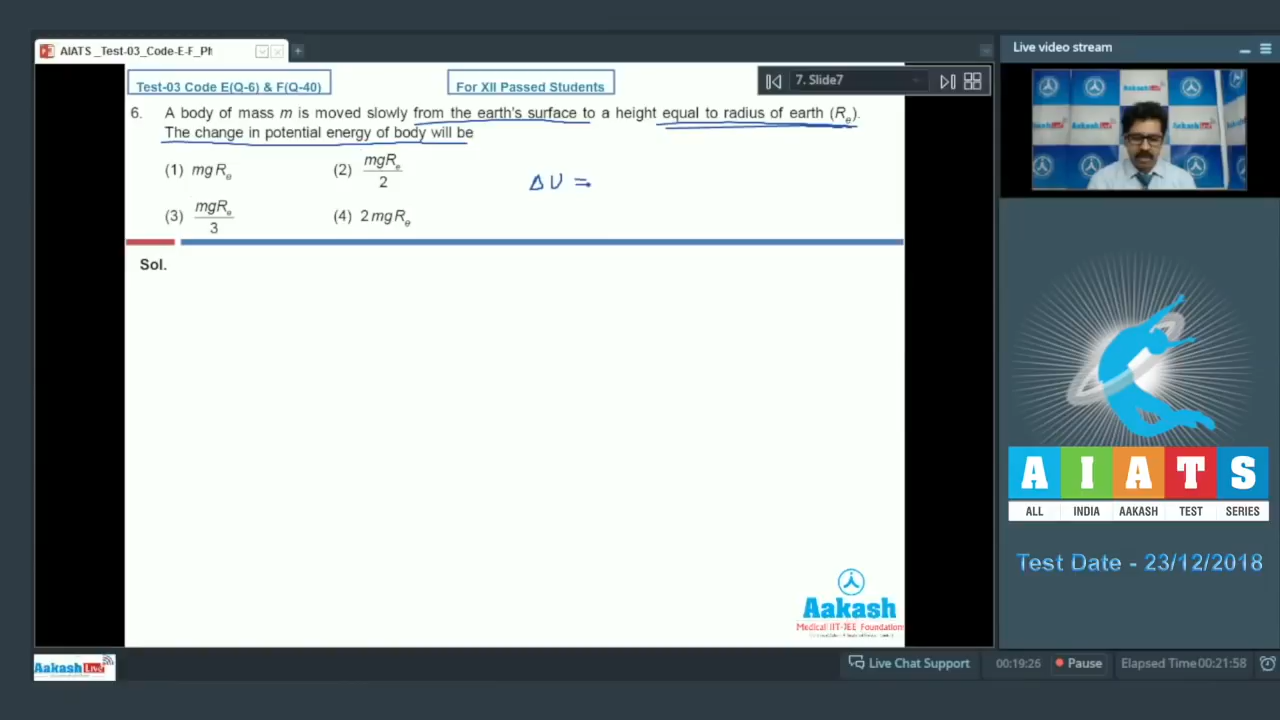 AIATS _Test-03_Code-E-F_Ph
Live video stream
Test-03 Code E(Q-6) & F(Q-40)
For XII Passed Students
7. Slide7
6. A body of mass m is moved slowly from the earth's surface to a height equal to radius of earth (Rₑ).
The change in potential energy of body will be
(1) mgRₑ (2) mgRₑ/2
(3) mgRₑ/3 (4) 2mgRₑ
ΔU =
Sol.
AIATS
ALL INDIA AAKASH TEST SERIES
Test Date - 23/12/2018
Aakash
Medical IIT-JEE Foundations
Aakash Live
Live Chat Support
00:19:26
Pause
Elapsed Time 00:21:58